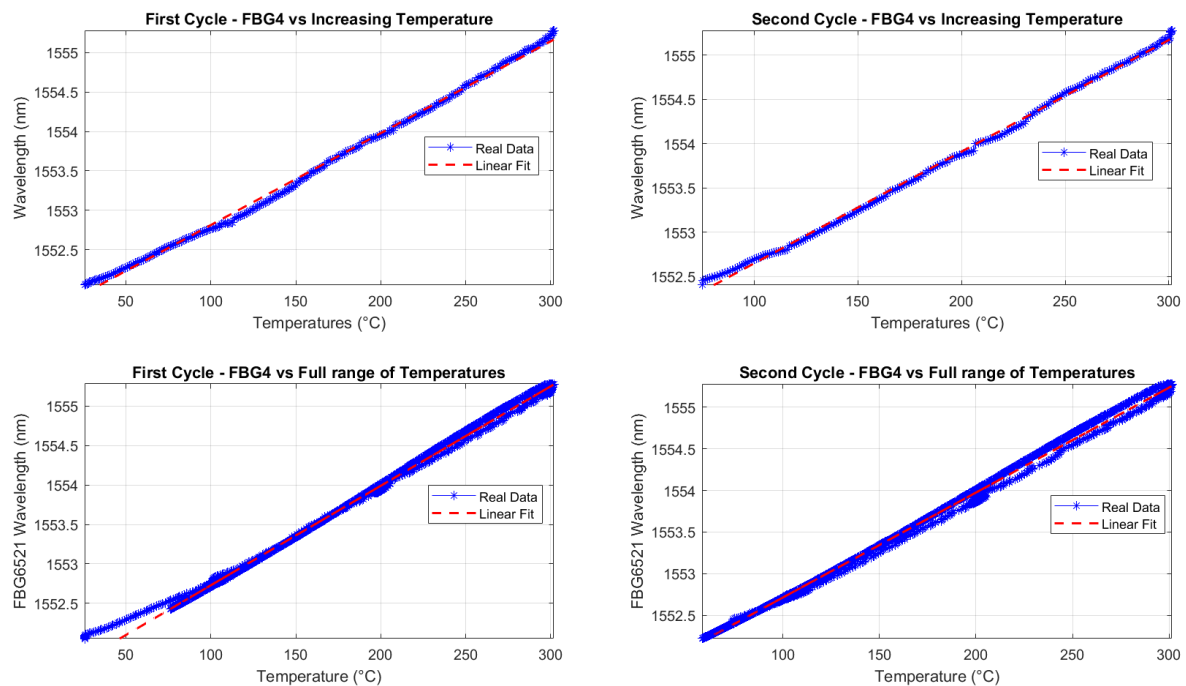 First Cycle - FBG4 vs Increasing Temperature
Wavelength (nm)
1555
1554.5
1554
1553.5
1553
1552.5
50
100
150
200
250
300
Temperatures (°C)
Real Data
Linear Fit
Second Cycle - FBG4 vs Increasing Temperature
Wavelength (nm)
1555
1554.5
1554
1553.5
1553
1552.5
100
150
200
250
300
Temperatures (°C)
Real Data
Linear Fit
First Cycle - FBG4 vs Full range of Temperatures
FBG6521 Wavelength (nm)
1555
1554.5
1554
1553.5
1553
1552.5
50
100
150
200
250
300
Temperature (°C)
Real Data
Linear Fit
Second Cycle - FBG4 vs Full range of Temperatures
FBG6521 Wavelength (nm)
1555
1554.5
1554
1553.5
1553
1552.5
100
150
200
250
300
Temperature (°C)
Real Data
Linear Fit